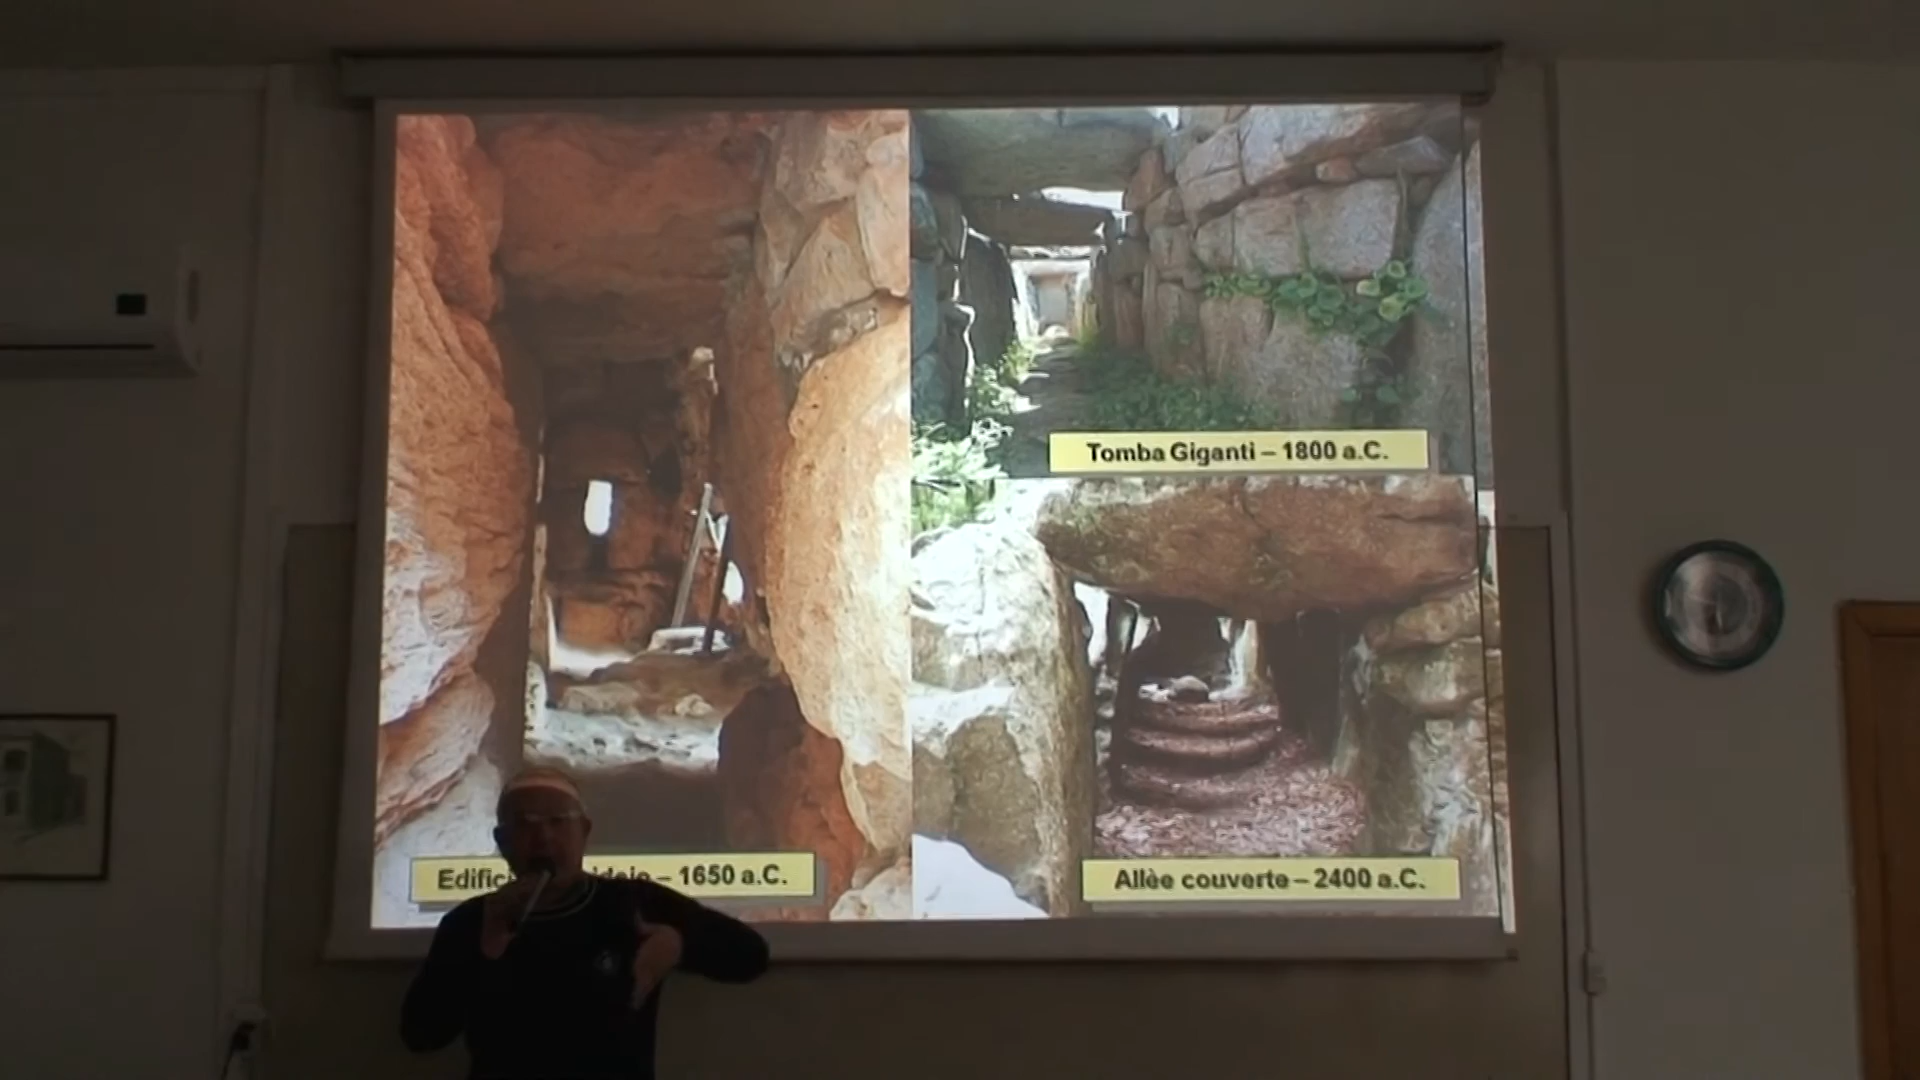 Tomba Giganti – 1800 a.C.
– 1650 a.C.
Allèe couverte – 2400 a.C.